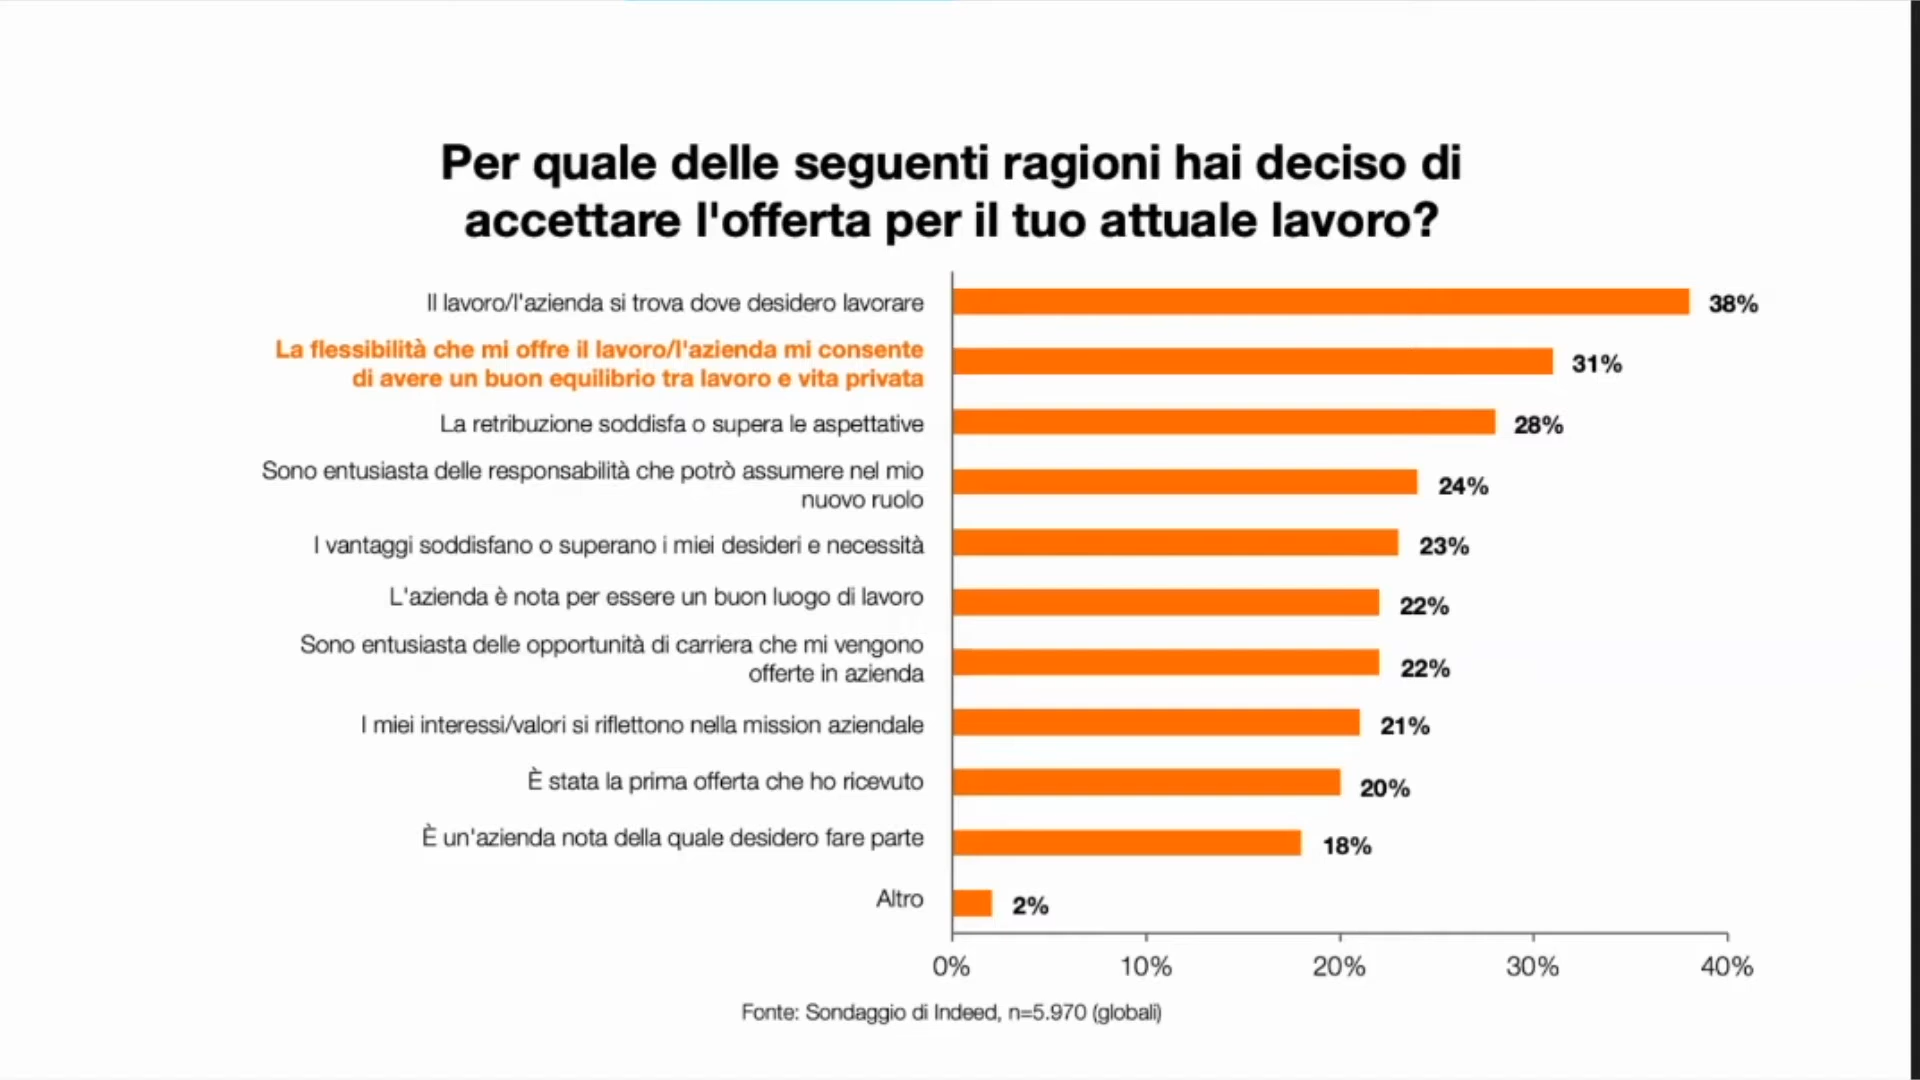 Per quale delle seguenti ragioni hai deciso di
accettare l'offerta per il tuo attuale lavoro?
Il lavoro/l'azienda si trova dove desidero lavorare
38%
La flessibilità che mi offre il lavoro/l'azienda mi consente
di avere un buon equilibrio tra lavoro e vita privata
31%
La retribuzione soddisfa o supera le aspettative
28%
Sono entusiasta delle responsabilità che potrò assumere nel mio
nuovo ruolo
24%
I vantaggi soddisfano o superano i miei desideri e necessità
23%
L'azienda è nota per essere un buon luogo di lavoro
22%
Sono entusiasta delle opportunità di carriera che mi vengono
offerte in azienda
22%
I miei interessi/valori si riflettono nella mission aziendale
21%
È stata la prima offerta che ho ricevuto
20%
È un'azienda nota della quale desidero fare parte
18%
Altro
2%
0% 10% 20% 30% 40%
Fonte: Sondaggio di Indeed, n=5.970 (globali)